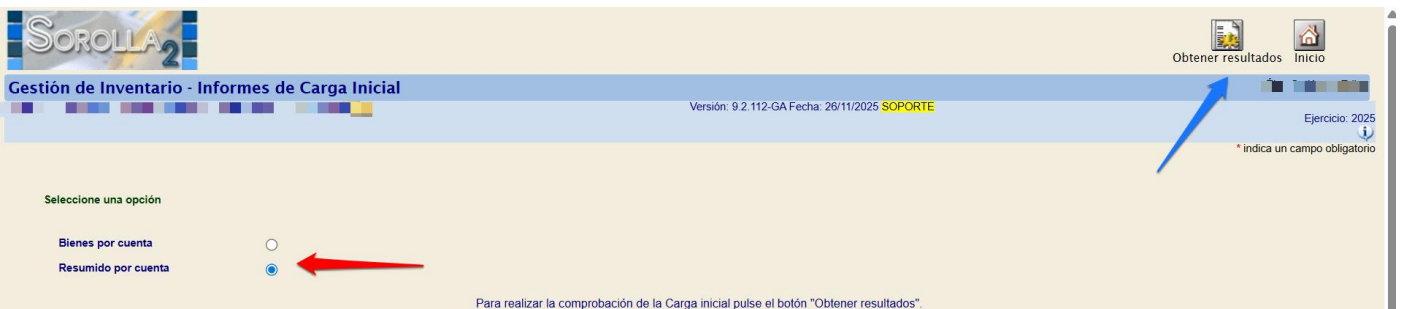 SOROLLA2
Obtener resultados Inicio
Gestión de Inventario - Informes de Carga Inicial
Versión: 9.2.112-GA Fecha: 26/11/2025 SOPORTE
Ejercicio: 2025
* indica un campo obligatorio
Seleccione una opción
Bienes por cuenta
Resumido por cuenta
Para realizar la comprobación de la Carga inicial pulse el botón "Obtener resultados".